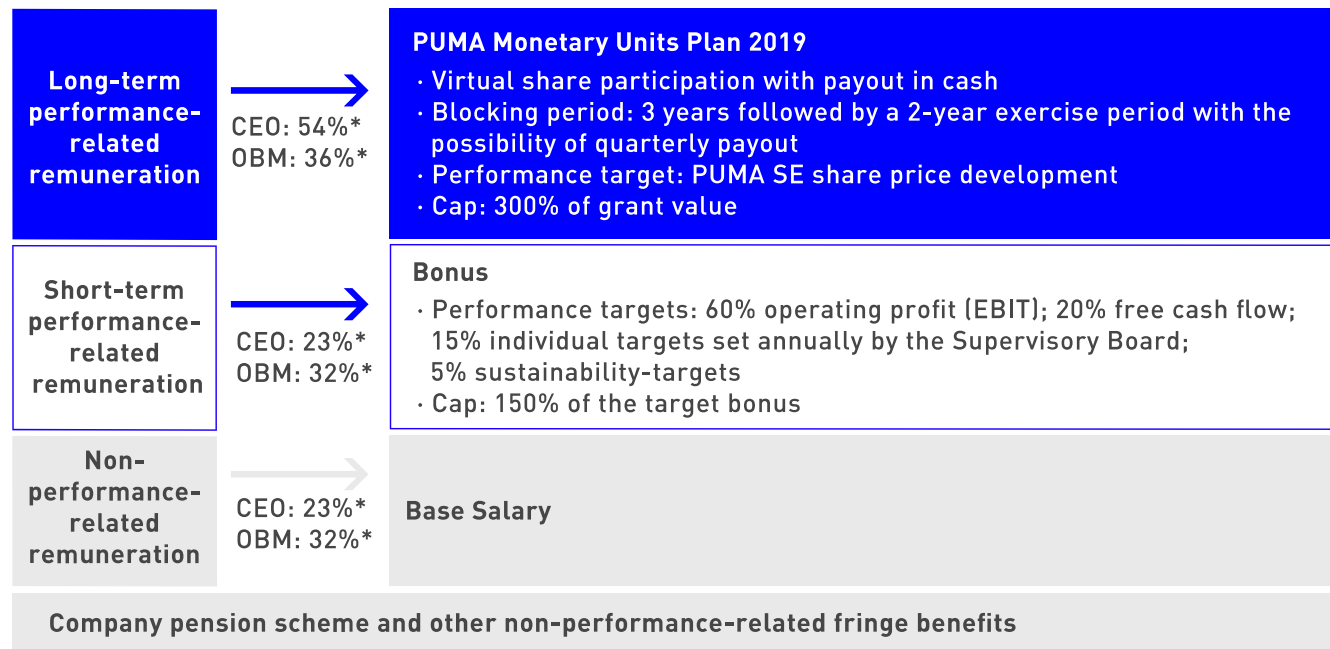 Long-term
performance-
related
remuneration
CEO: 54%*
OBM: 36%*
PUMA Monetary Units Plan 2019
· Virtual share participation with payout in cash
· Blocking period: 3 years followed by a 2-year exercise period with the
possibility of quarterly payout
· Performance target: PUMA SE share price development
· Cap: 300% of grant value
Short-term
performance-
related
remuneration
CEO: 23%*
OBM: 32%*
Bonus
· Performance targets: 60% operating profit (EBIT); 20% free cash flow;
15% individual targets set annually by the Supervisory Board;
5% sustainability-targets
· Cap: 150% of the target bonus
Non-
performance-
related
remuneration
CEO: 23%*
OBM: 32%*
Base Salary
Company pension scheme and other non-performance-related fringe benefits